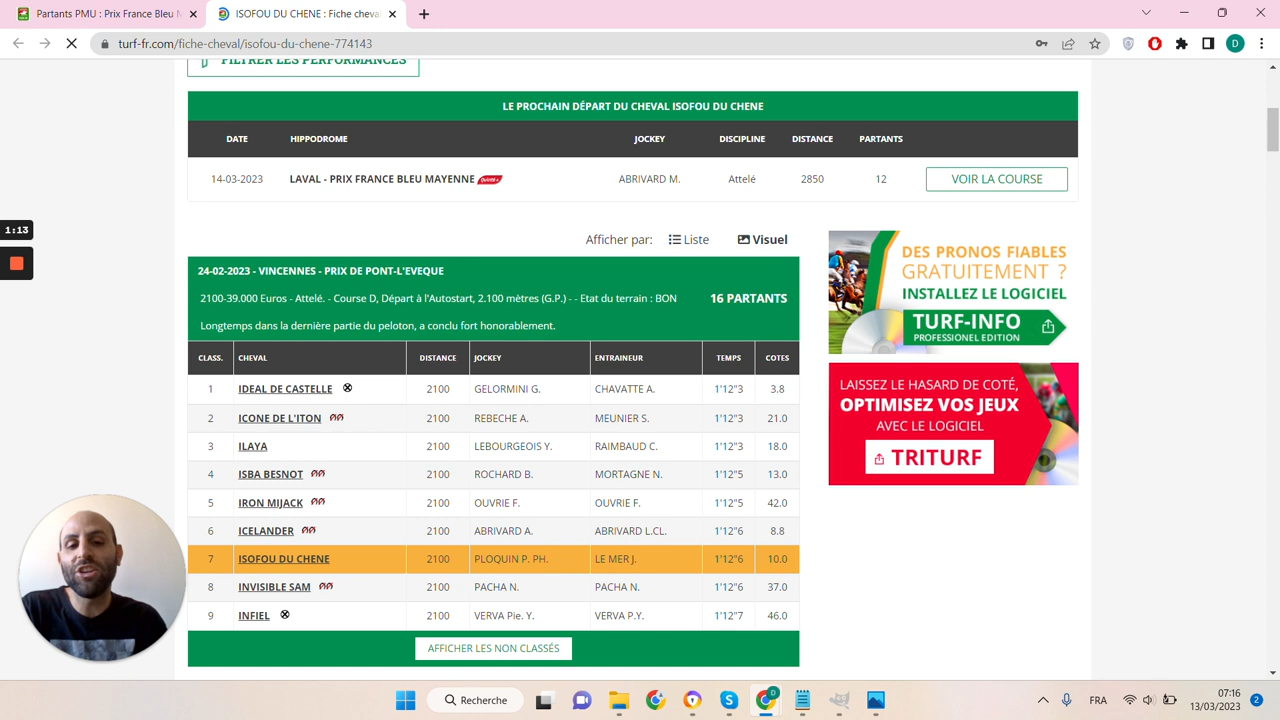 Partants PMU : Prix France Bleu M
ISOFOU DU CHENE : Fiche cheva
turf-fr.com/fiche-cheval/isofou-du-chene-774143
D
FILTRER LES PERFORMANCES
LE PROCHAIN DÉPART DU CHEVAL ISOFOU DU CHENE
DATE HIPPODROME JOCKEY DISCIPLINE DISTANCE PARTANTS
14-03-2023 LAVAL - PRIX FRANCE BLEU MAYENNE Quinté+ ABRIVARD M. Attelé 2850 12 VOIR LA COURSE
1:13
Afficher par: Liste Visuel
24-02-2023 - VINCENNES - PRIX DE PONT-L'EVEQUE
2100-39.000 Euros - Attelé. - Course D, Départ à l'Autostart, 2.100 mètres (G.P.) - - Etat du terrain : BON
16 PARTANTS
Longtemps dans la dernière partie du peloton, a conclu fort honorablement.
CLASS. CHEVAL DISTANCE JOCKEY ENTRAINEUR TEMPS COTES
1 IDEAL DE CASTELLE 2100 GELORMINI G. CHAVATTE A. 1'12"3 3.8
2 ICONE DE L'ITON 2100 REBECHE A. MEUNIER S. 1'12"3 21.0
3 ILAYA 2100 LEBOURGEOIS Y. RAIMBAUD C. 1'12"3 18.0
4 ISBA BESNOT 2100 ROCHARD B. MORTAGNE N. 1'12"5 13.0
5 IRON MIJACK 2100 OUVRIE F. OUVRIE F. 1'12"5 42.0
6 ICELANDER 2100 ABRIVARD A. ABRIVARD L.CL. 1'12"6 8.8
7 ISOFOU DU CHENE 2100 PLOQUIN P. PH. LE MER J. 1'12"6 10.0
8 INVISIBLE SAM 2100 PACHA N. PACHA N. 1'12"6 37.0
9 INFIEL 2100 VERVA Pie. Y. VERVA P.Y. 1'12"7 46.0
AFFICHER LES NON CLASSÉS
DES PRONOS FIABLES
GRATUITEMENT ?
INSTALLEZ LE LOGICIEL
TURF-INFO
PROFESSIONEL EDITION
LAISSEZ LE HASARD DE COTÉ,
OPTIMISEZ VOS JEUX
AVEC LE LOGICIEL
TRITURF
Recherche
D
FRA
07:16
13/03/2023
2